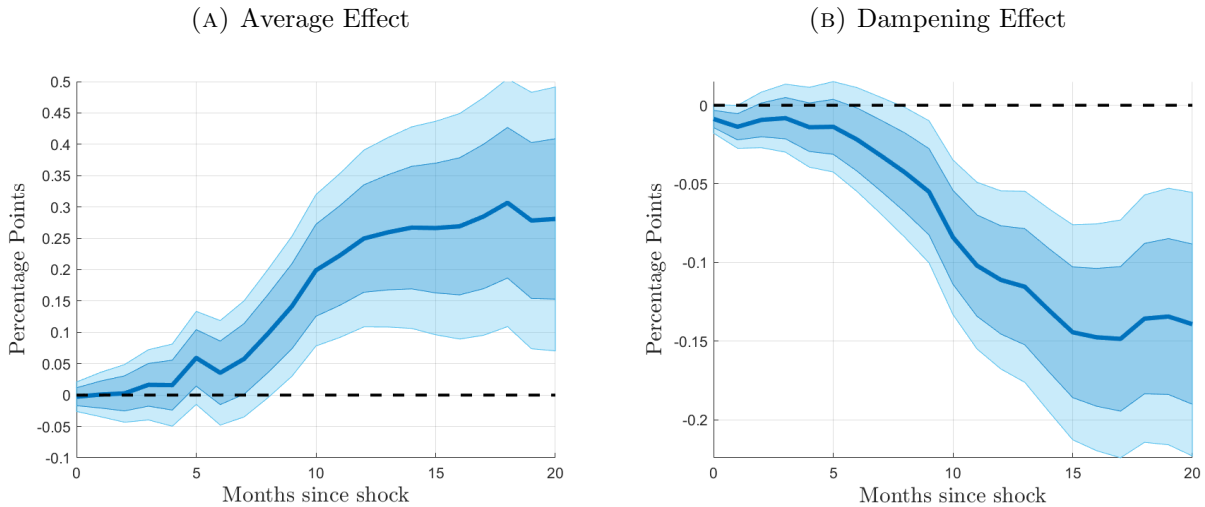 (A) Average Effect
Percentage Points
0.5
0.45
0.4
0.35
0.3
0.25
0.2
0.15
0.1
0.05
0
-0.05
-0.1
0 5 10 15 20
Months since shock
(B) Dampening Effect
Percentage Points
0
-0.05
-0.1
-0.15
-0.2
0 5 10 15 20
Months since shock